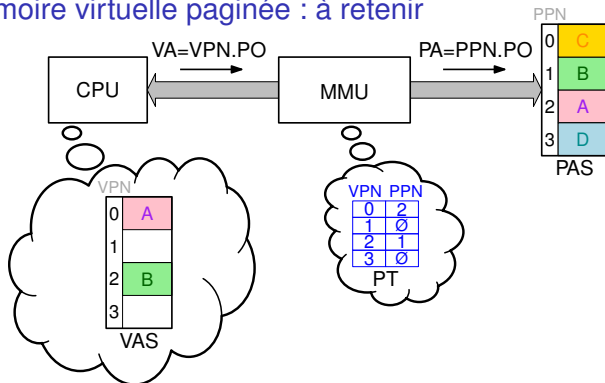 moire virtuelle paginée : à retenir
VA=VPN.PO
PA=PPN.PO
CPU
MMU
PPN
0 C
1 B
2 A
3 D
PAS
VPN
0 A
1
2 B
3
VAS
VPN PPN
0 2
1 Ø
2 1
3 Ø
PT